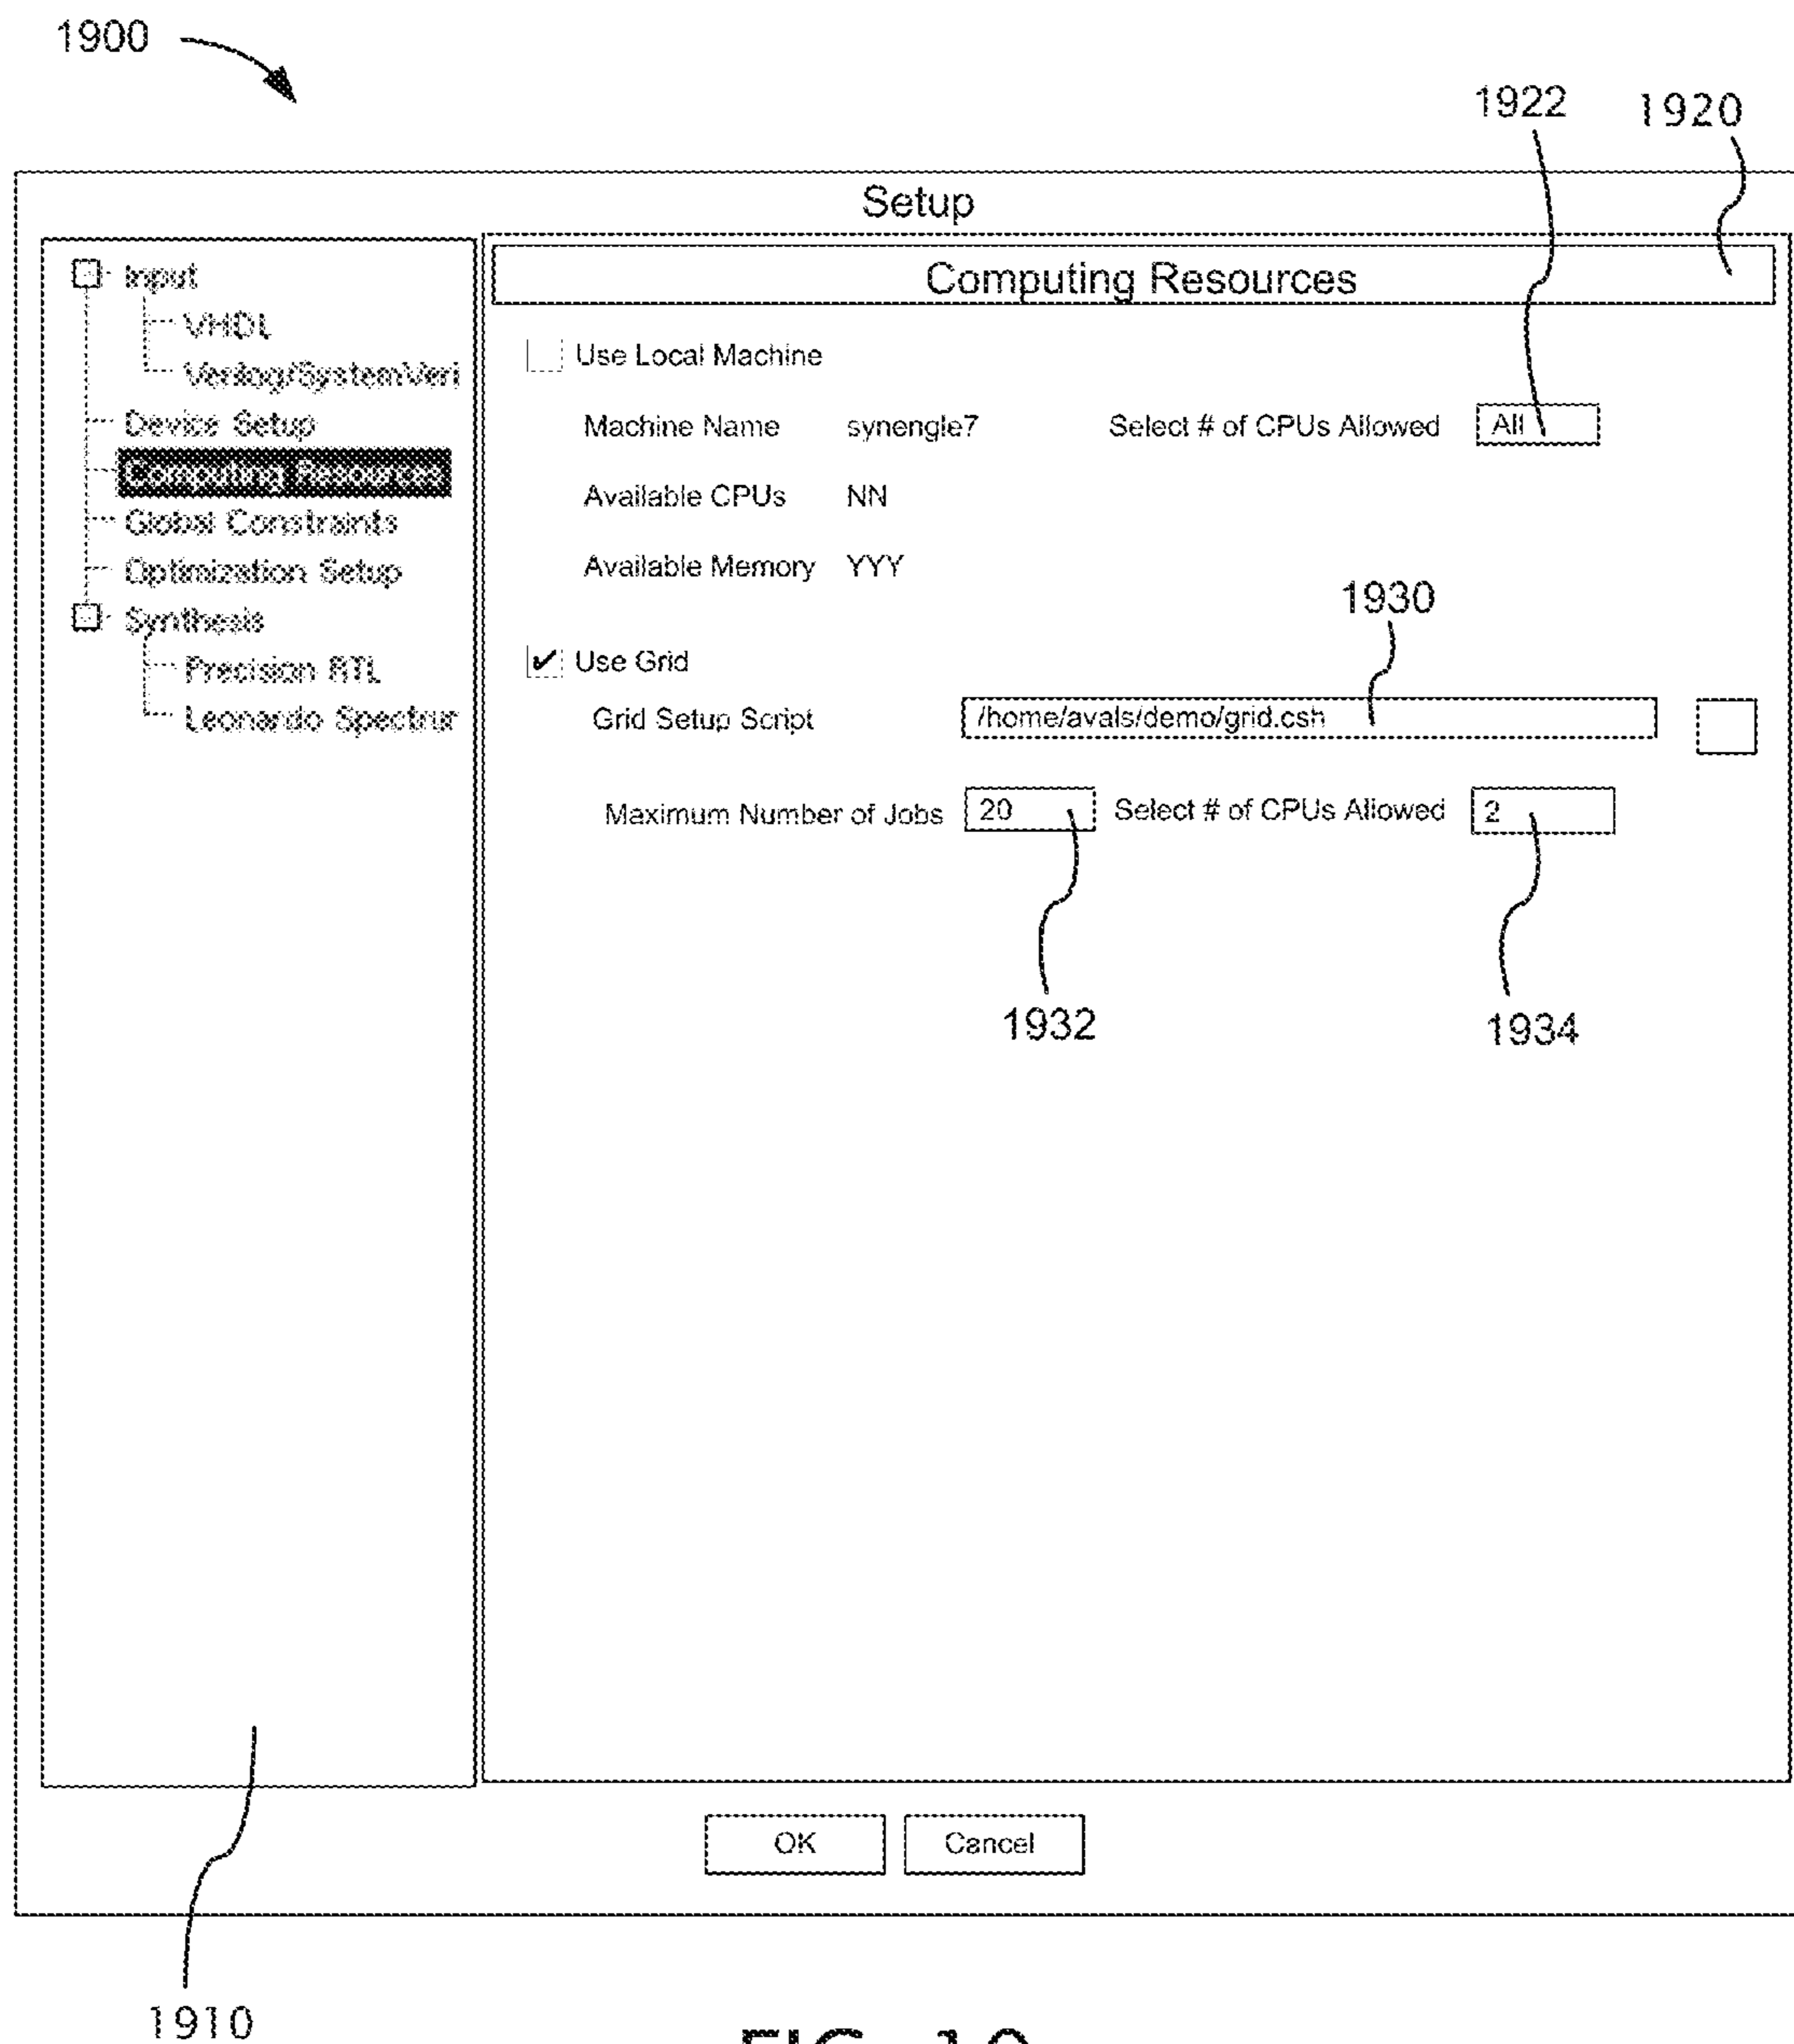 1900
1922
1920
Setup
Input
VHDL
Verilog/SystemVeri
Device Setup
Computing Resources
Global Constraints
Optimization Setup
Synthesis
Precision RTL
Leonardo Spectrur
Computing Resources
Use Local Machine
Machine Name synengle7 Select # of CPUs Allowed All
Available CPUs NN
Available Memory YYY
1930
Use Grid
Grid Setup Script /home/avals/demo/grid.csh
Maximum Number of Jobs 20 Select # of CPUs Allowed 2
1932
1934
OK Cancel
1910